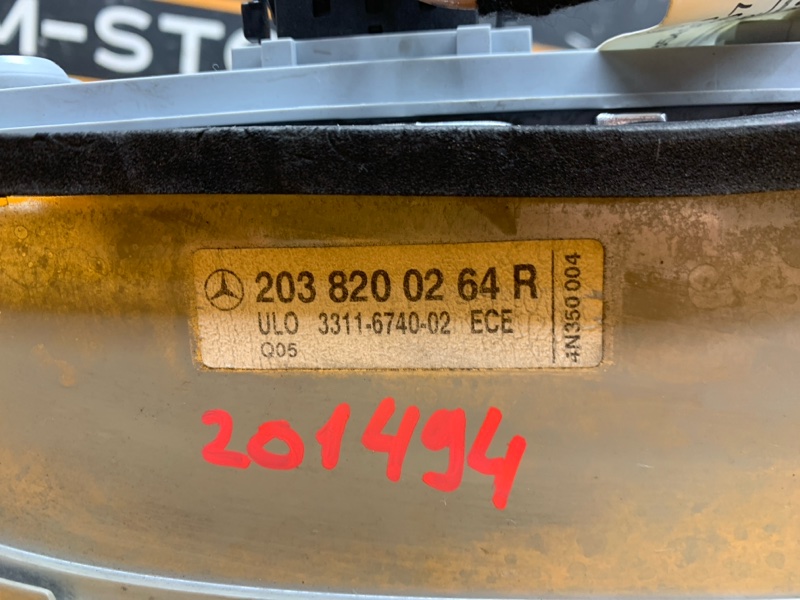 M-STO
203 820 02 64 R
ULO 3311-6740-02 ECE
Q05
4N350 004
201494